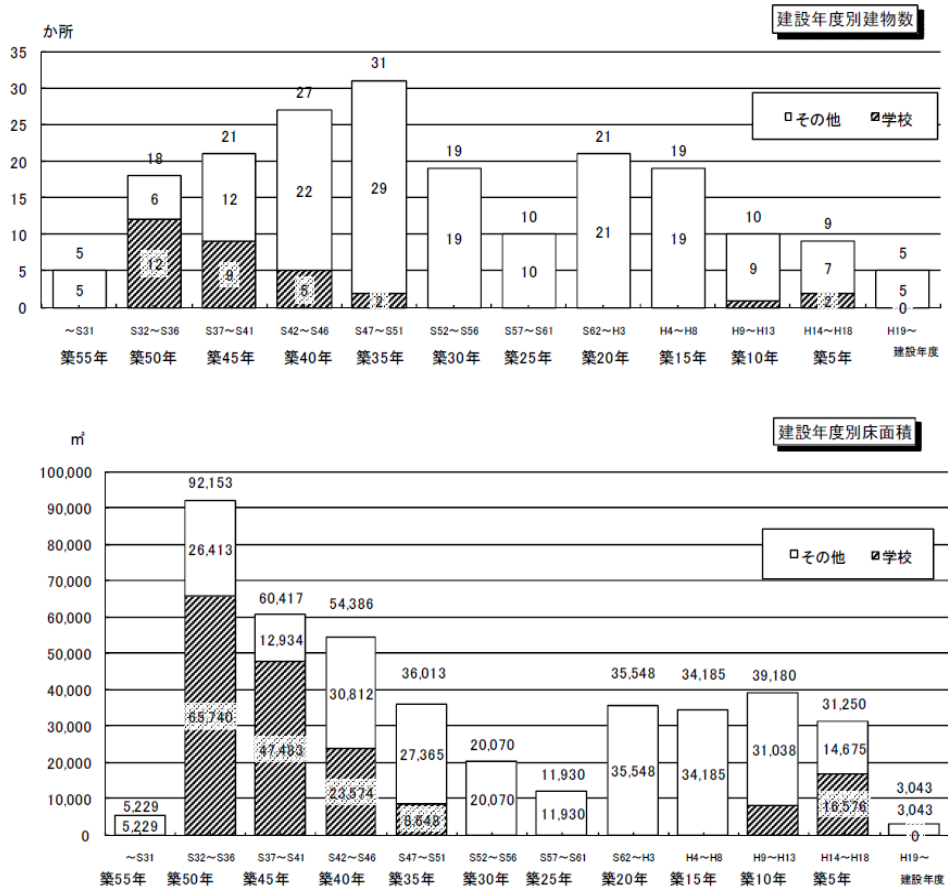 建設年度別建物数
か所
□その他 学校
35
30
25
20
15
10
5
0
5 18 21 27 31 19 10 21 19 10 9 5
5 6 12 22 29 19 10 21 19 9 7 5
12 9 5 2 2 0
～S31 S32～S36 S37～S41 S42～S46 S47～S51 S52～S56 S57～S61 S62～H3 H4～H8 H9～H13 H14～H18 H19～
築55年 築50年 築45年 築40年 築35年 築30年 築25年 築20年 築15年 築10年 築5年 建設年度
建設年度別床面積
㎡
□その他 学校
100,000
90,000
80,000
70,000
60,000
50,000
40,000
30,000
20,000
10,000
0
5,229 92,153 60,417 54,386 36,013 20,070 11,930 35,548 34,185 39,180 31,250 3,043
5,229 26,413 12,934 30,812 27,365 20,070 11,930 35,548 34,185 31,038 14,675 3,043
65,740 47,483 23,574 8,648 16,576 0
～S31 S32～S36 S37～S41 S42～S46 S47～S51 S52～S56 S57～S61 S62～H3 H4～H8 H9～H13 H14～H18 H19～
築55年 築50年 築45年 築40年 築35年 築30年 築25年 築20年 築15年 築10年 築5年 建設年度